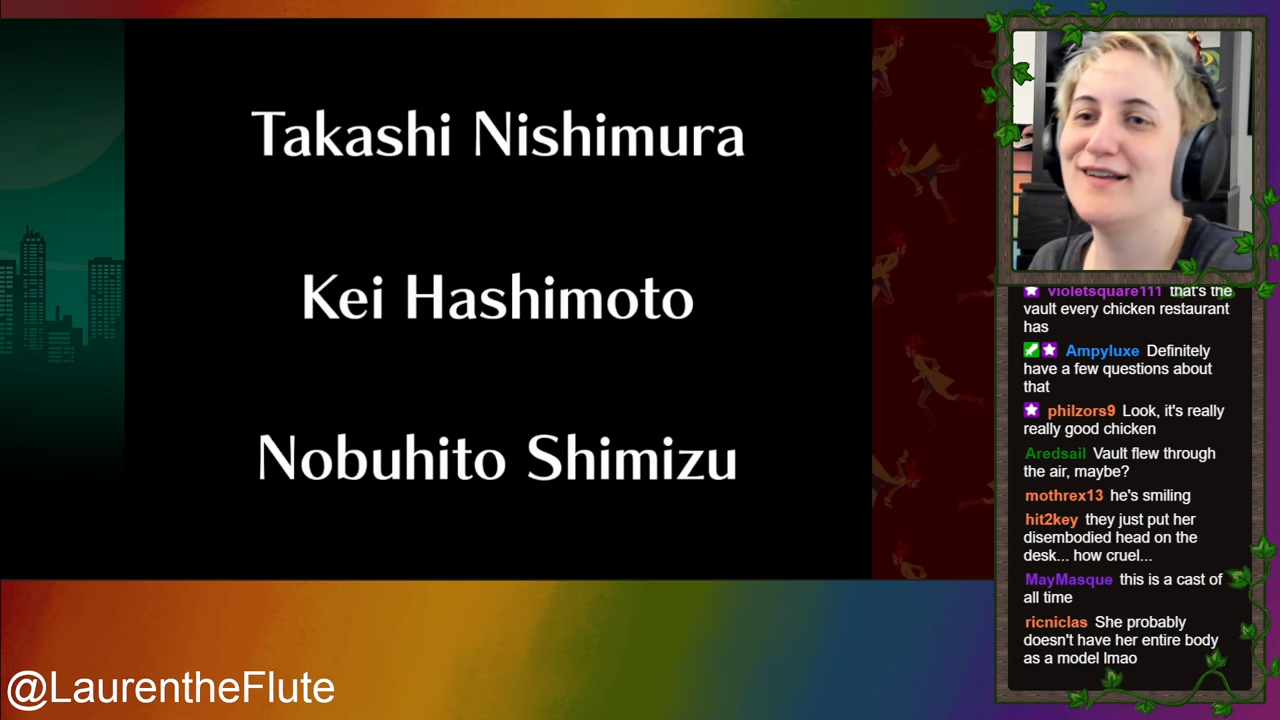 Takashi Nishimura
Kei Hashimoto
Nobuhito Shimizu
@LaurentheFlute
violetsquare111 that's the
vault every chicken restaurant
has
Ampyluxe Definitely
have a few questions about
that
philzors9 Look, it's really
really good chicken
Aredsail Vault flew through
the air, maybe?
mothrex13 he's smiling
hit2key they just put her
disembodied head on the
desk... how cruel...
MayMasque this is a cast of
all time
ricniclas She probably
doesn't have her entire body
as a model lmao